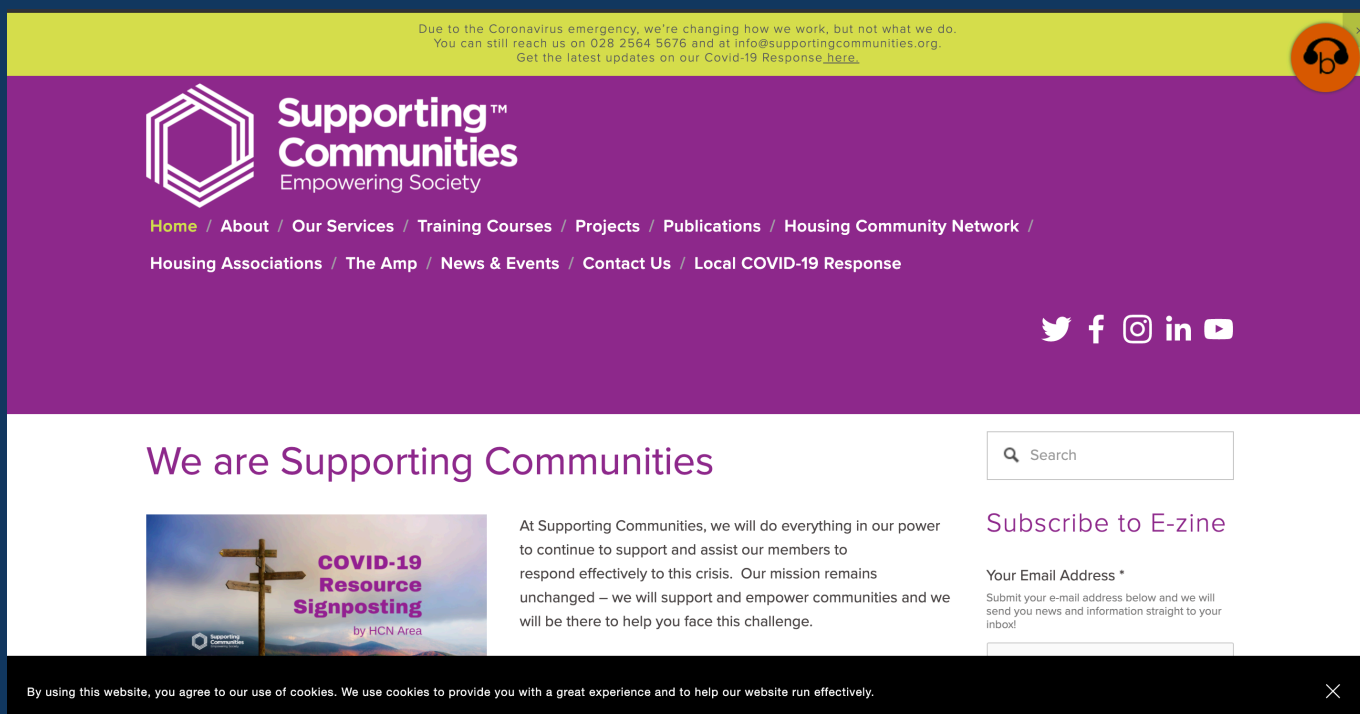 Due to the Coronavirus emergency, we're changing how we work, but not what we do.
You can still reach us on 028 2564 5676 and at info@supportingcommunities.org.
Get the latest updates on our Covid-19 Response here.
b
Supporting™
Communities
Empowering Society
Home / About / Our Services / Training Courses / Projects / Publications / Housing Community Network /
Housing Associations / The Amp / News & Events / Contact Us / Local COVID-19 Response
We are Supporting Communities
COVID-19
Resource
Signposting
by HCN Area
Supporting
Communities
Empowering Society
At Supporting Communities, we will do everything in our power
to continue to support and assist our members to
respond effectively to this crisis.  Our mission remains
unchanged – we will support and empower communities and we
will be there to help you face this challenge.
Search
Subscribe to E-zine
Your Email Address *
Submit your e-mail address below and we will
send you news and information straight to your
inbox!
By using this website, you agree to our use of cookies. We use cookies to provide you with a great experience and to help our website run effectively.